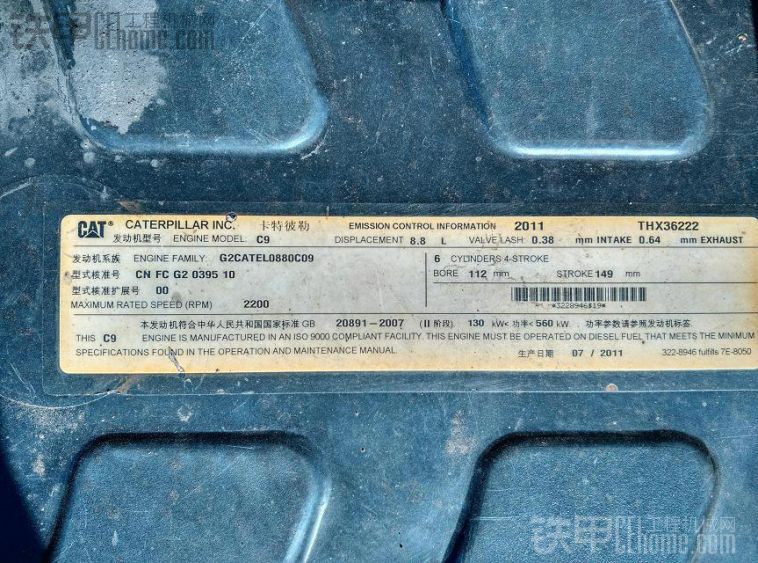 铁甲 工程机械网
CEhome.com
CAT CATERPILLAR INC. 卡特彼勒 EMISSION CONTROL INFORMATION 2011 THX36222
发动机型号 ENGINE MODEL: C9 DISPLACEMENT 8.8 L VALVE LASH: 0.38 mm INTAKE 0.64 mm EXHAUST
发动机系族 ENGINE FAMILY: G2CATEL0880C09
6 CYLINDERS 4-STROKE
型式核准号 CN FC G2 0395 10
BORE 112 mm STROKE 149 mm
型式核准扩展号 00
MAXIMUM RATED SPEED (RPM) 2200
本发动机符合中华人民共和国国家标准 GB 20891-2007 (II 阶段) 130 kW< 功率< 560 kW. 功率参数请参照发动机标签
THIS C9 ENGINE IS MANUFACTURED IN AN ISO 9000 COMPLIANT FACILITY. THIS ENGINE MUST BE OPERATED ON DIESEL FUEL THAT MEETS THE MINIMUM
SPECIFICATIONS FOUND IN THE OPERATION AND MAINTENANCE MANUAL. 生产日期 07 / 2011 322-8946 fulfills 7E-8050
铁甲 工程机械网
CEhome.com